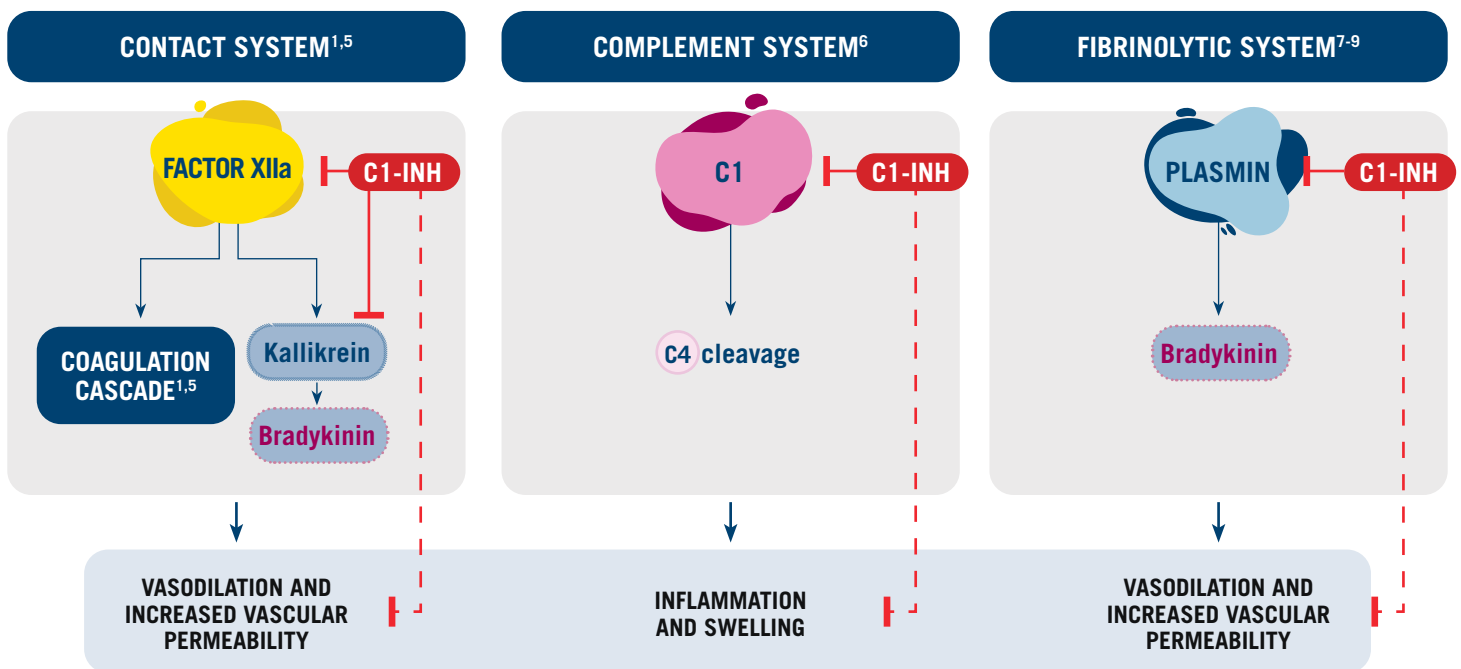 CONTACT SYSTEM1,5
FACTOR XIIa
C1-INH
COAGULATION
CASCADE1,5
Kallikrein
Bradykinin
VASODILATION AND
INCREASED VASCULAR
PERMEABILITY
COMPLEMENT SYSTEM6
C1
C1-INH
C4 cleavage
INFLAMMATION
AND SWELLING
FIBRINOLYTIC SYSTEM7-9
PLASMIN
C1-INH
Bradykinin
VASODILATION AND
INCREASED VASCULAR
PERMEABILITY